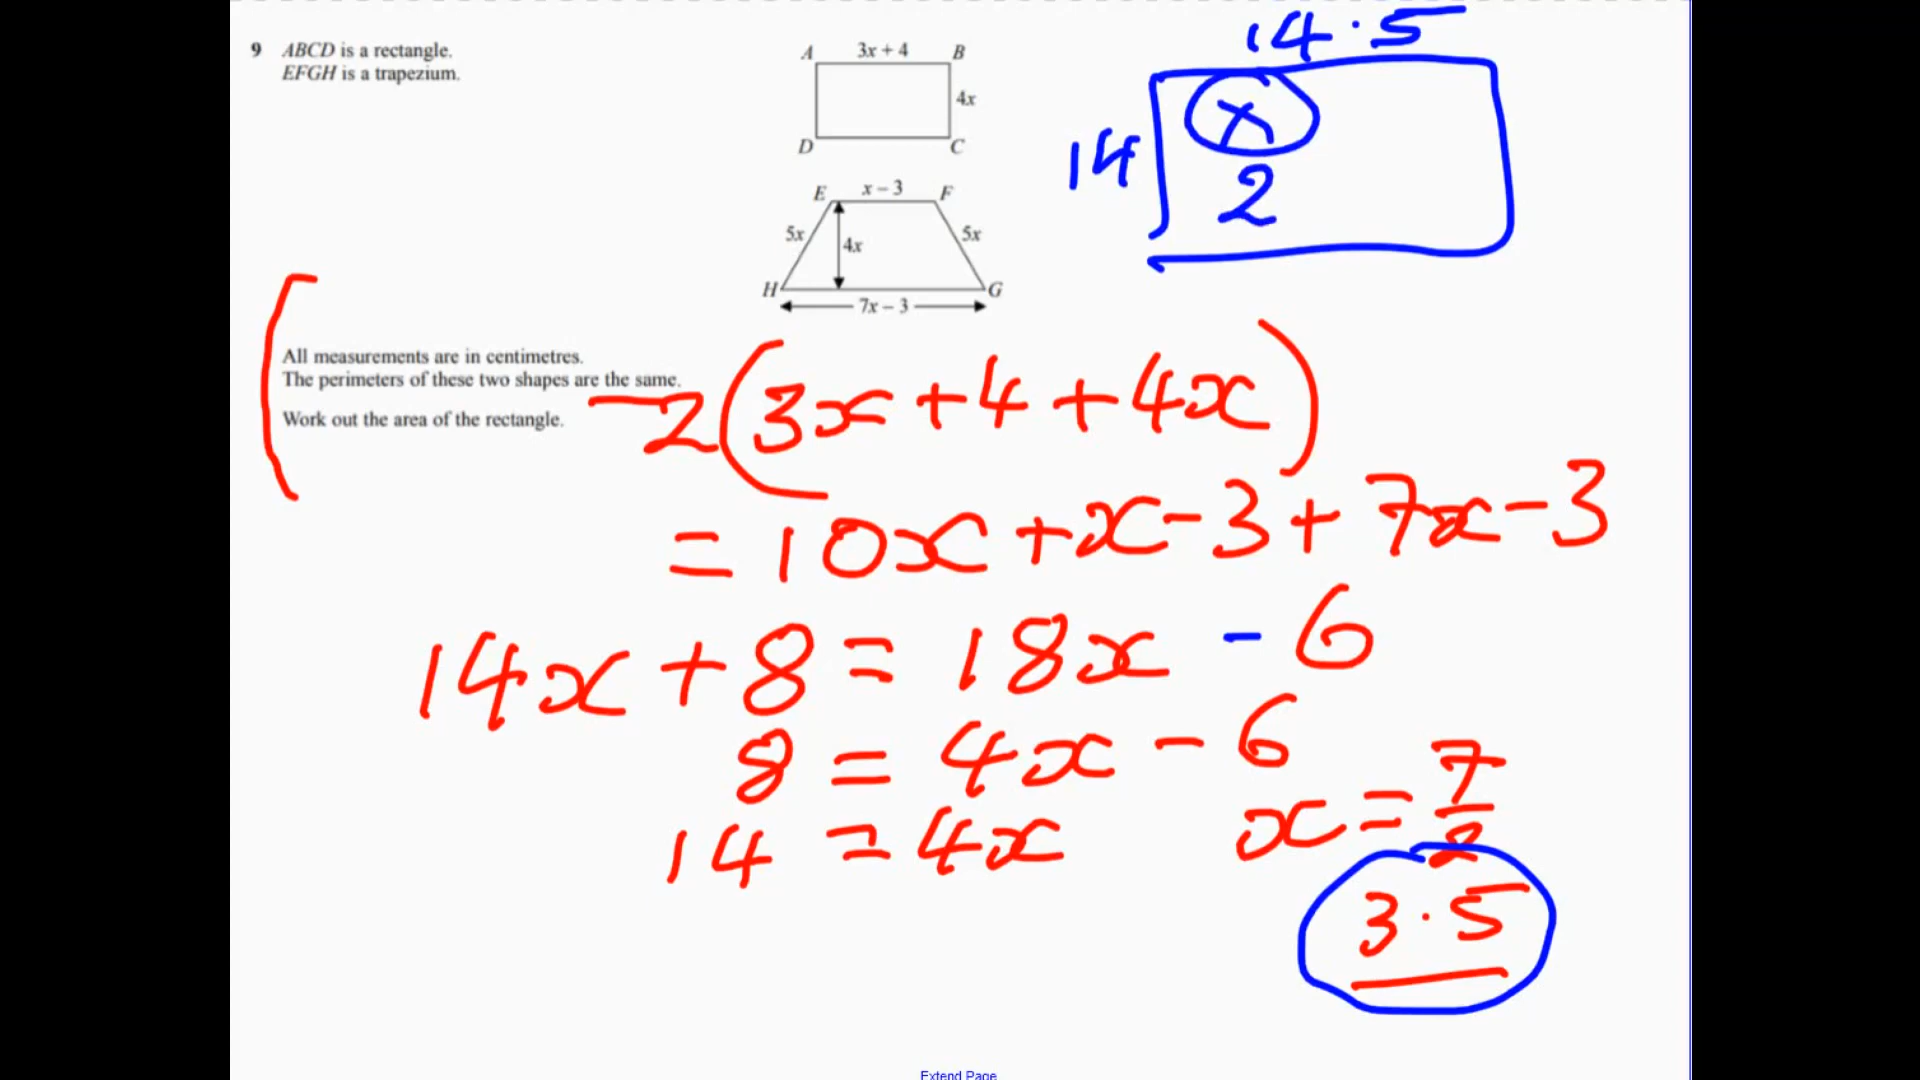 9 ABCD is a rectangle.
EFGH is a trapezium.
A 3x + 4 B
4x
D C
E x – 3 F
5x 4x 5x
H G
7x – 3
14.5
14
x
2
All measurements are in centimetres.
The perimeters of these two shapes are the same.
Work out the area of the rectangle.
2(3x+4+4x)
=10x+x-3+7x-3
14x+8=18x-6
8=4x-6
14=4x
x=7/2
3.5
Extend Page